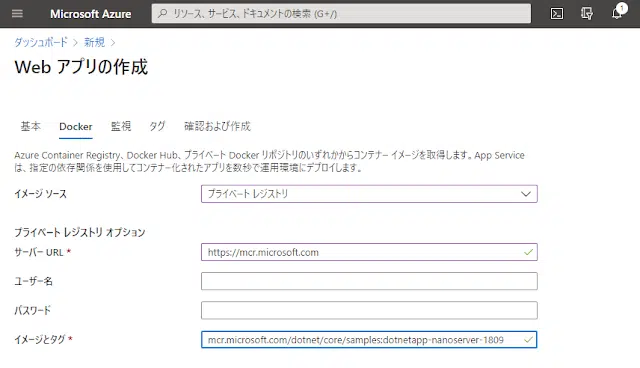 Microsoft Azure
リソース、サービス、ドキュメントの検索 (G+/)
1
ダッシュボード > 新規 >
Web アプリの作成
基本 Docker 監視 タグ 確認および作成
Azure Container Registry、Docker Hub、プライベート Docker リポジトリのいずれかからコンテナー イメージを取得します。App Service
は、指定の依存関係を使用してコンテナー化されたアプリを数秒で運用環境にデプロイします。
イメージ ソース
プライベート レジストリ
プライベート レジストリ オプション
サーバー URL *
https://mcr.microsoft.com
ユーザー名
パスワード
イメージとタグ *
mcr.microsoft.com/dotnet/core/samples:dotnetapp-nanoserver-1809